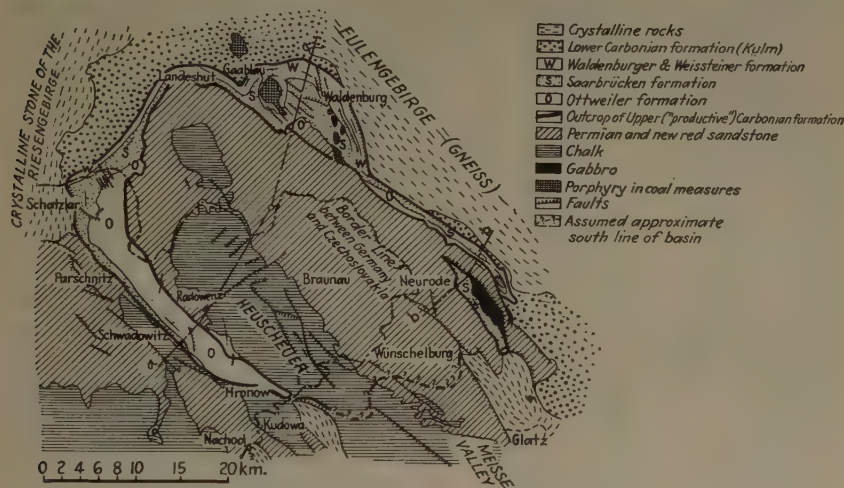 Crystalline rocks
Lower Carbonian formation (Kulm)
W Waldenburger & Weissteiner formation
S Saarbrücken formation
O Ottweiler formation
Outcrop of Upper ("productive") Carbonian formation
Permian and new red sandstone
Chalk
Gabbro
Porphyry in coal measures
Faults
Assumed approximate
south line of basin
CRYSTALLINE STONE OF THE
RIESENGEBIRGE
EULENGEBIRGE (GNEISS)
Landeshut
Gaablau
W
Waldenburg
S
S
S
O
W
W
S
O
Schatzlar
O
O
Border Line
between Germany
and Czechoslovakia
Parschnitz
Radowenz
Braunau
Neurode
S
HEUSCHEUER
b
Schwadowitz
O
Wünschelburg
Hronow
Kudowa
Nachod
Glatz
NEISSE
VALLEY
0 2 4 6 8 10 15 20 km.